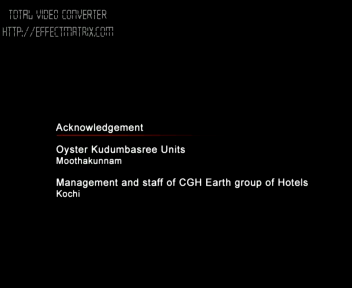 TOTAL VIDEO CONVERTER
HTTP://EFFECTMATRIX.COM
Acknowledgement
Oyster Kudumbasree Units
Moothakunnam
Management and staff of CGH Earth group of Hotels
Kochi